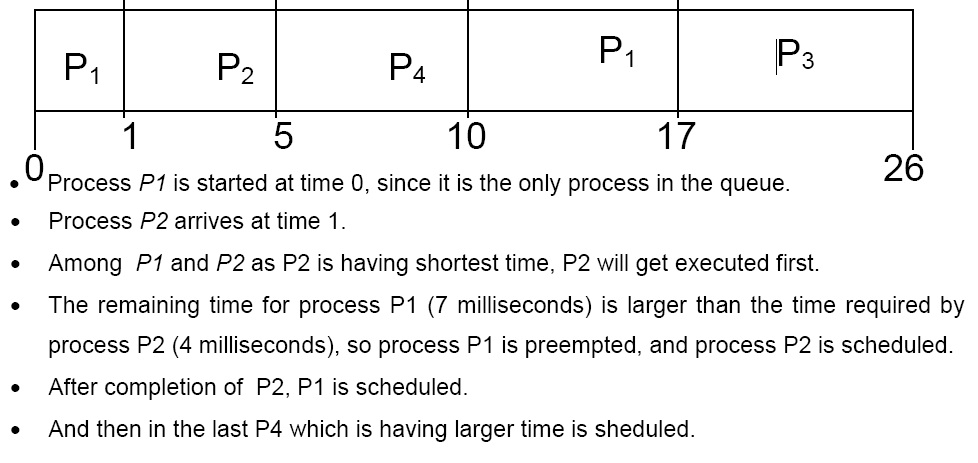 P1 P2 P4 P1 P3
0 1 5 10 17 26
• Process P1 is started at time 0, since it is the only process in the queue.
• Process P2 arrives at time 1.
• Among P1 and P2 as P2 is having shortest time, P2 will get executed first.
• The remaining time for process P1 (7 milliseconds) is larger than the time required by
process P2 (4 milliseconds), so process P1 is preempted, and process P2 is scheduled.
• After completion of P2, P1 is scheduled.
• And then in the last P4 which is having larger time is sheduled.